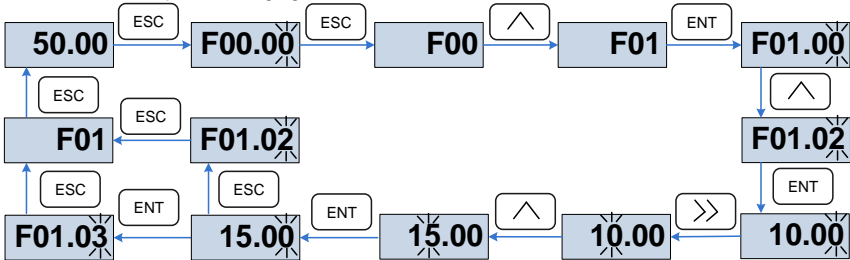 ESC ESC ENT
50.00 F00.00 F00 F01 F01.00
ESC ESC
F01 F01.02 F01.02
ESC ENT ESC ENT ENT
F01.03 15.00 15.00 10.00 10.00